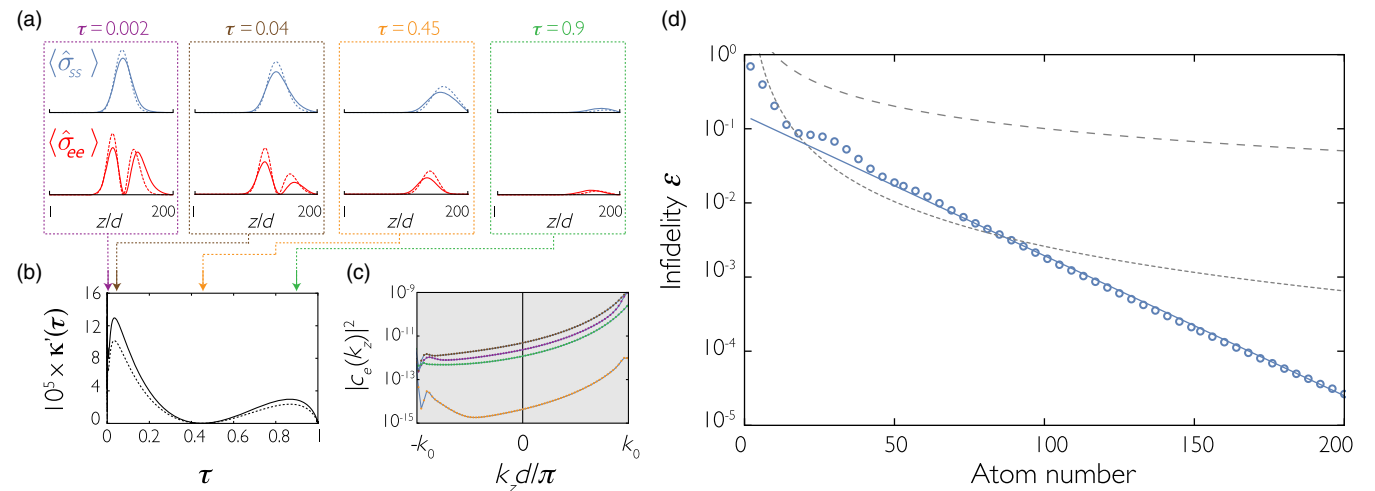 (a)
τ = 0.002
τ = 0.04
τ = 0.45
τ = 0.9
⟨σ̂ss⟩
⟨σ̂ee⟩
1 200
z/d
1 200
z/d
1 200
z/d
1 200
z/d
(b)
16
12
8
4
0
10⁵ × κ'(τ)
0 0.2 0.4 0.6 0.8 1
τ
(c)
10⁻⁹
10⁻¹¹
10⁻¹³
10⁻¹⁵
|cₑ(k_z)|²
-k₀ 0 k₀
k_z d/π
(d)
10⁰
10⁻¹
10⁻²
10⁻³
10⁻⁴
10⁻⁵
Infidelity ε
0 50 100 150 200
Atom number